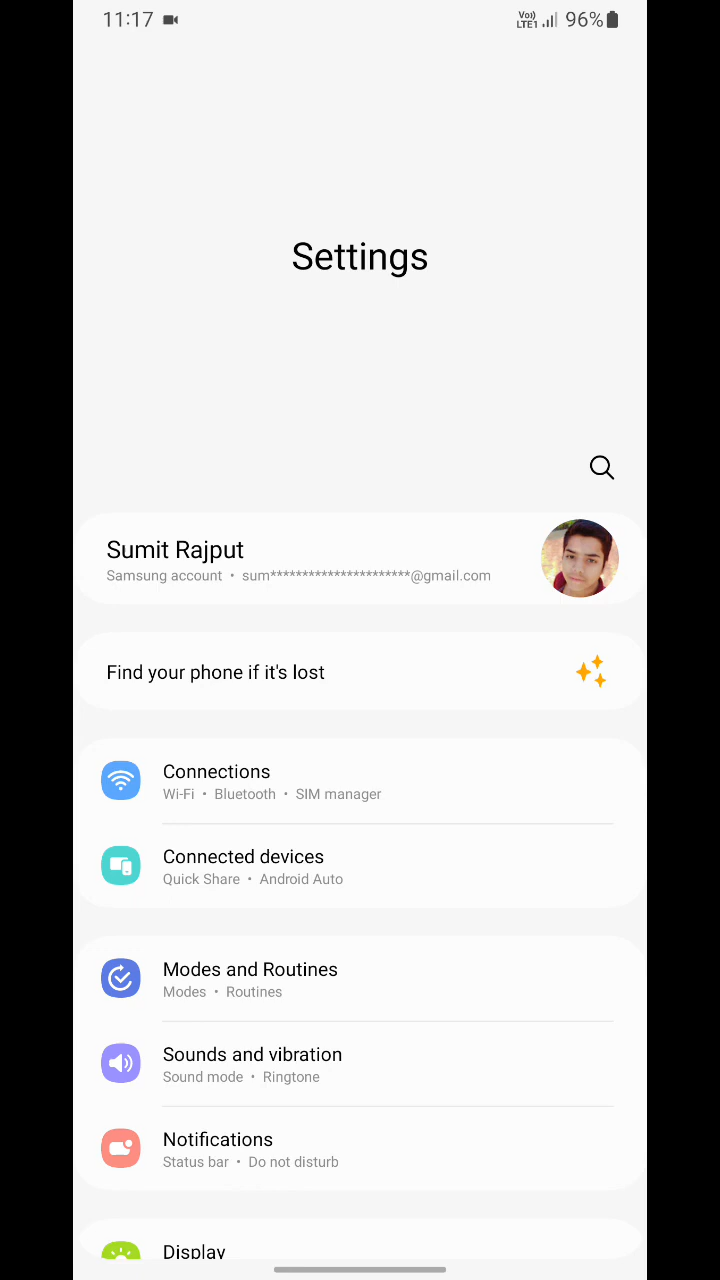 11:17
Vo))
LTE1
96%
Settings
Sumit Rajput
Samsung account • sum**********************@gmail.com
Find your phone if it's lost
Connections
Wi-Fi • Bluetooth • SIM manager
Connected devices
Quick Share • Android Auto
Modes and Routines
Modes • Routines
Sounds and vibration
Sound mode • Ringtone
Notifications
Status bar • Do not disturb
Display